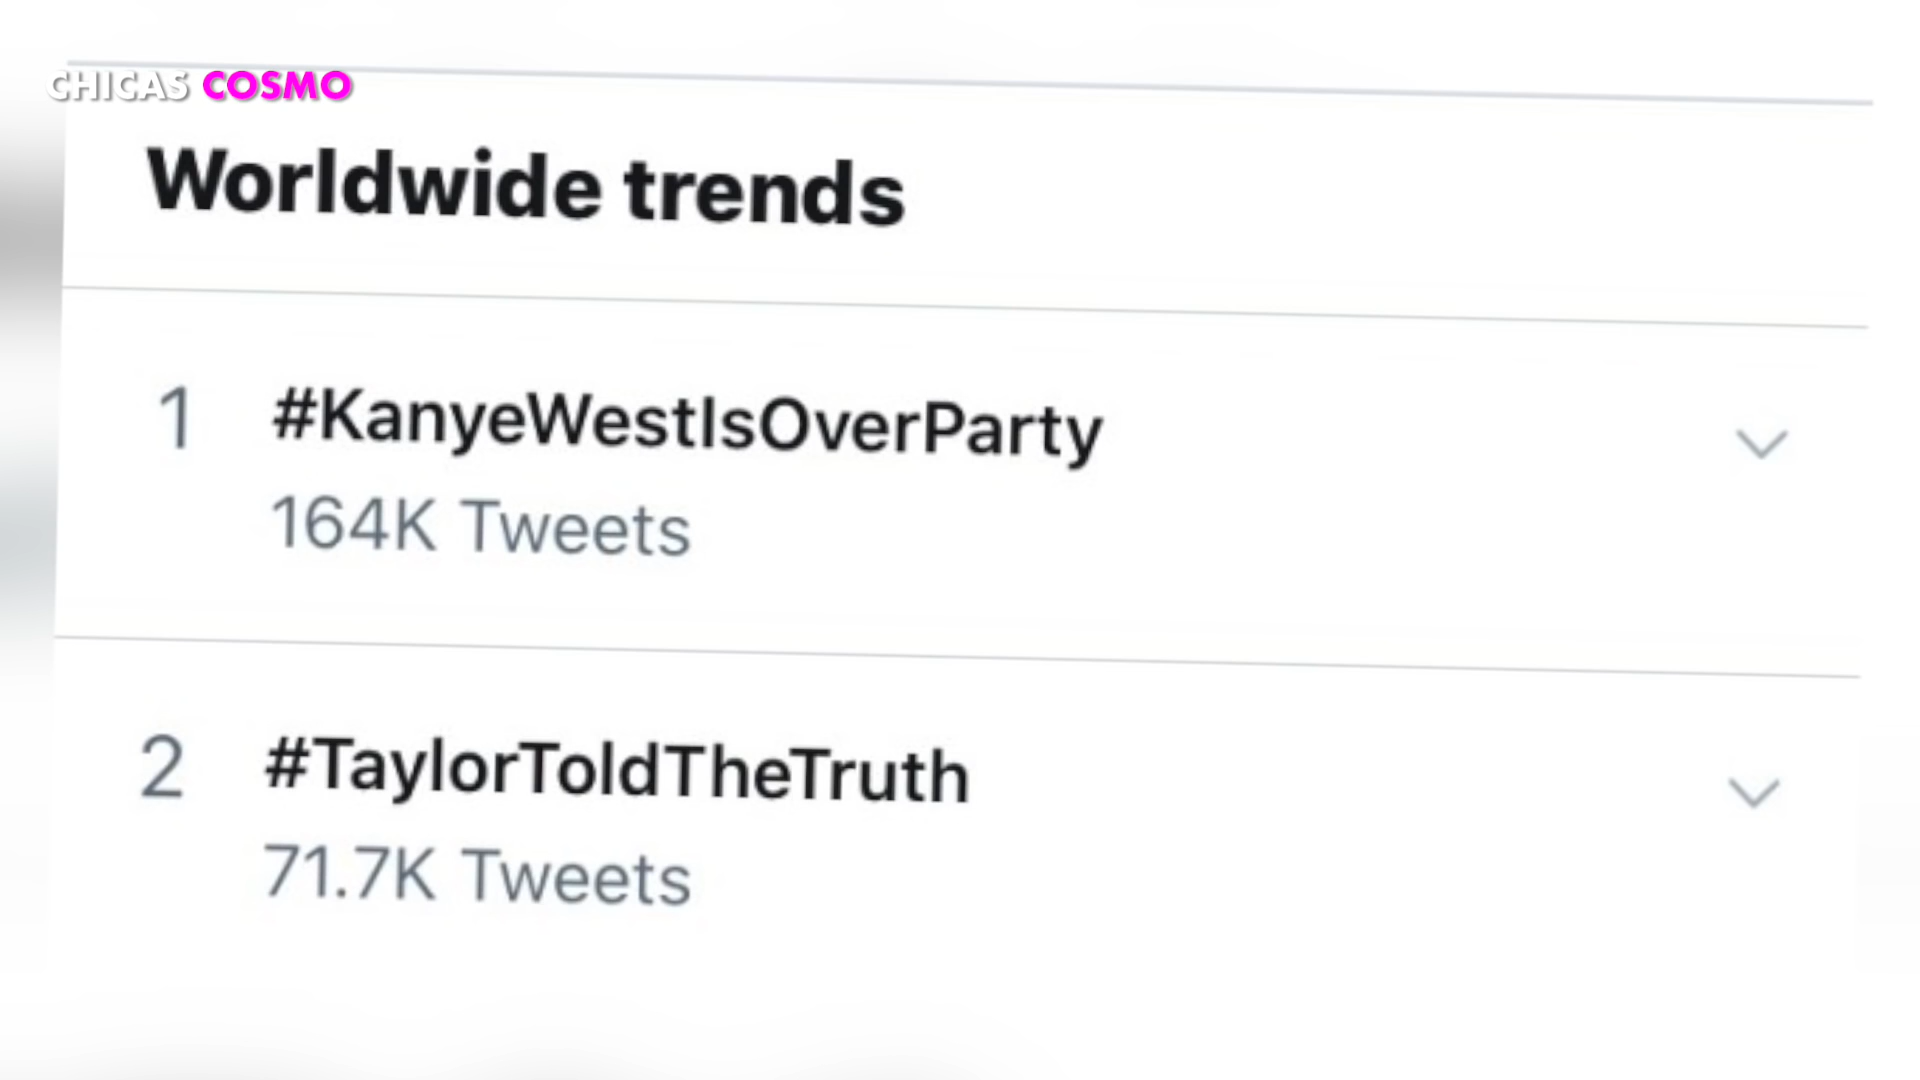 CHICAS COSMO
Worldwide trends
1 #KanyeWestIsOverParty
164K Tweets
2 #TaylorToldTheTruth
71.7K Tweets